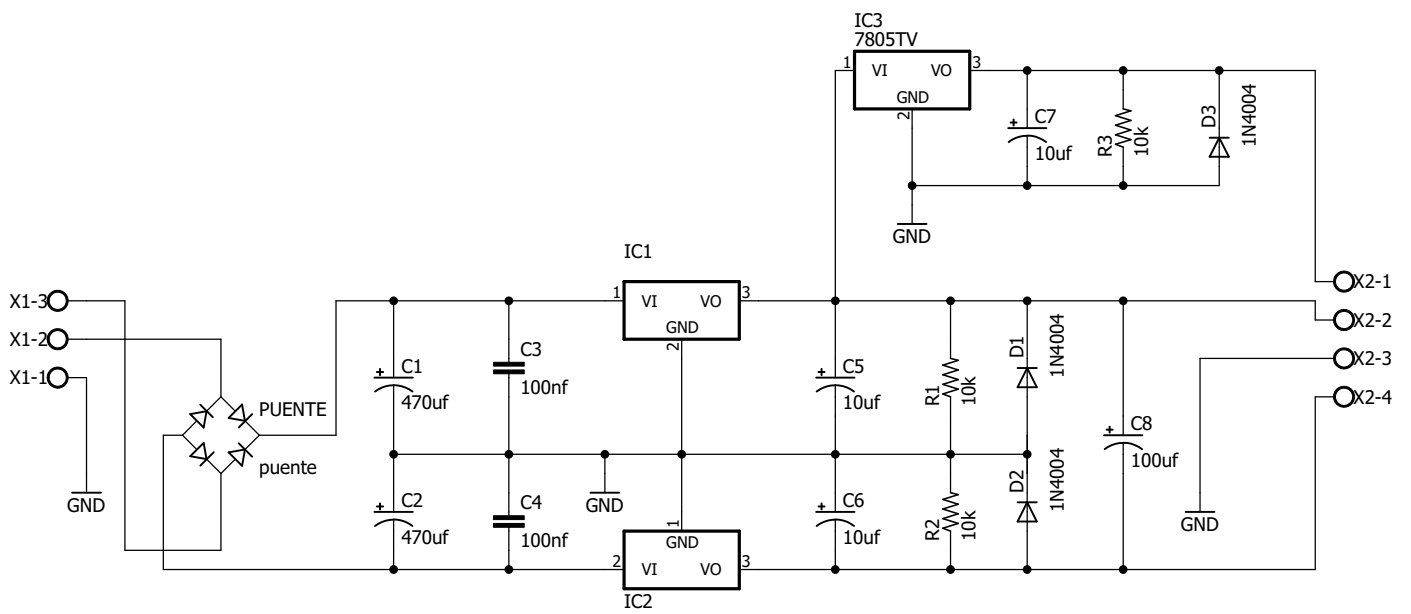 IC3
7805TV
1
VI
VO
3
GND
2
C7
10uf
R3
10k
D3
1N4004
GND
IC1
X1-3
X1-2
X1-1
GND
PUENTE
puente
C1
470uf
C3
100nf
1
VI
VO
3
GND
2
C5
10uf
R1
10k
D1
1N4004
X2-1
X2-2
X2-3
X2-4
C8
100uf
GND
C2
470uf
C4
100nf
GND
1
GND
2
VI
VO
3
IC2
C6
10uf
R2
10k
D2
1N4004
+
+
+
+
+
+